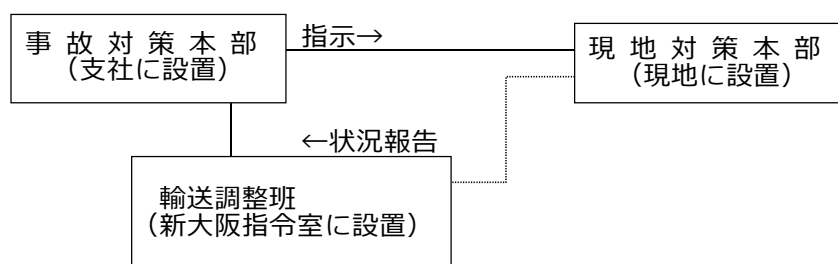 事故対策本部
（支社に設置）
指示→
現地対策本部
（現地に設置）
←状況報告
輸送調整班
（新大阪指令室に設置）